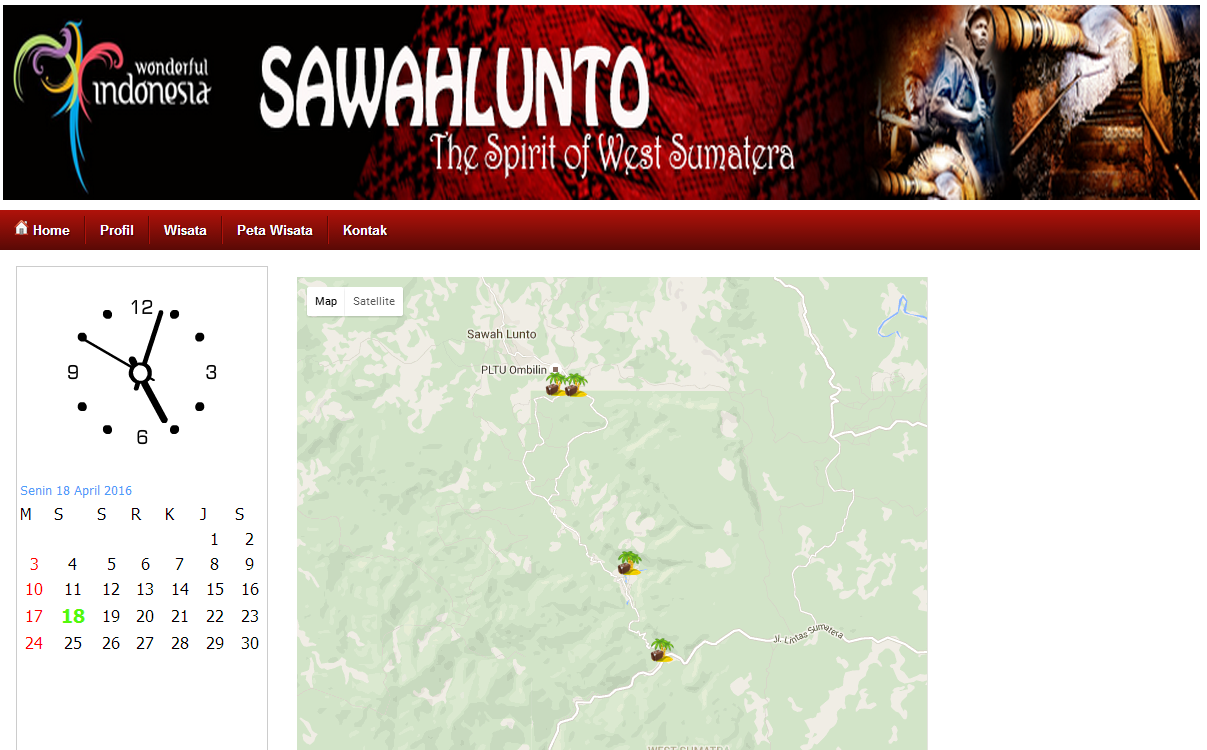 wonderful
indonesia
SAWAHLUNTO
The Spirit of West Sumatera
Home Profil Wisata Peta Wisata Kontak
12
9 3
6
Senin 18 April 2016
M S S R K J S
1 2
3 4 5 6 7 8 9
10 11 12 13 14 15 16
17 18 19 20 21 22 23
24 25 26 27 28 29 30
Map Satellite
Sawah Lunto
PLTU Ombilin
Jl. Lintas Sumatera
WEST SUMATRA